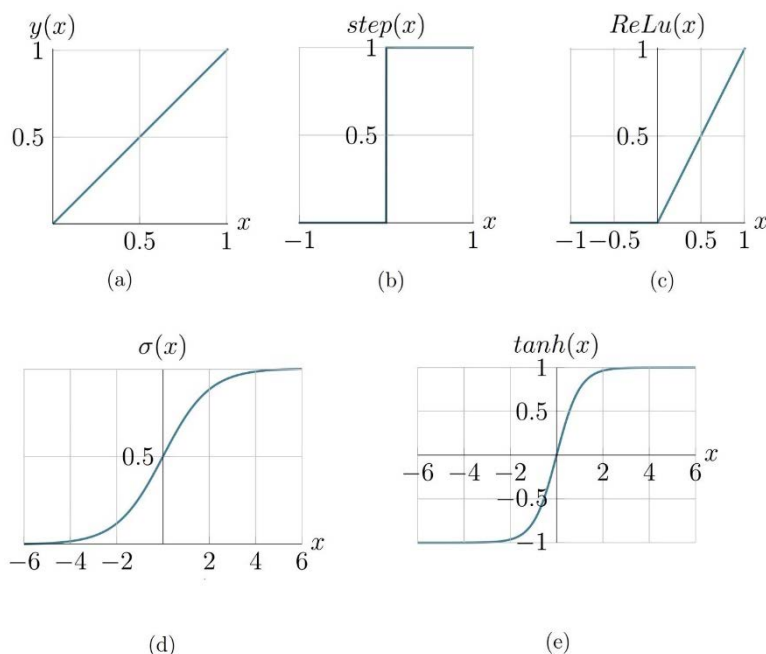 y(x) step(x) ReLu(x)
1 1 1
0.5 0.5 0.5
x x x
0.5 1 −1 1 −1 −0.5 0.5 1
(a) (b) (c)
σ(x) tanh(x)
1
0.5
0.5 x
−6 −4 −2 2 4 6
−0.5
x −1
−6 −4 −2 2 4 6
(d) (e)